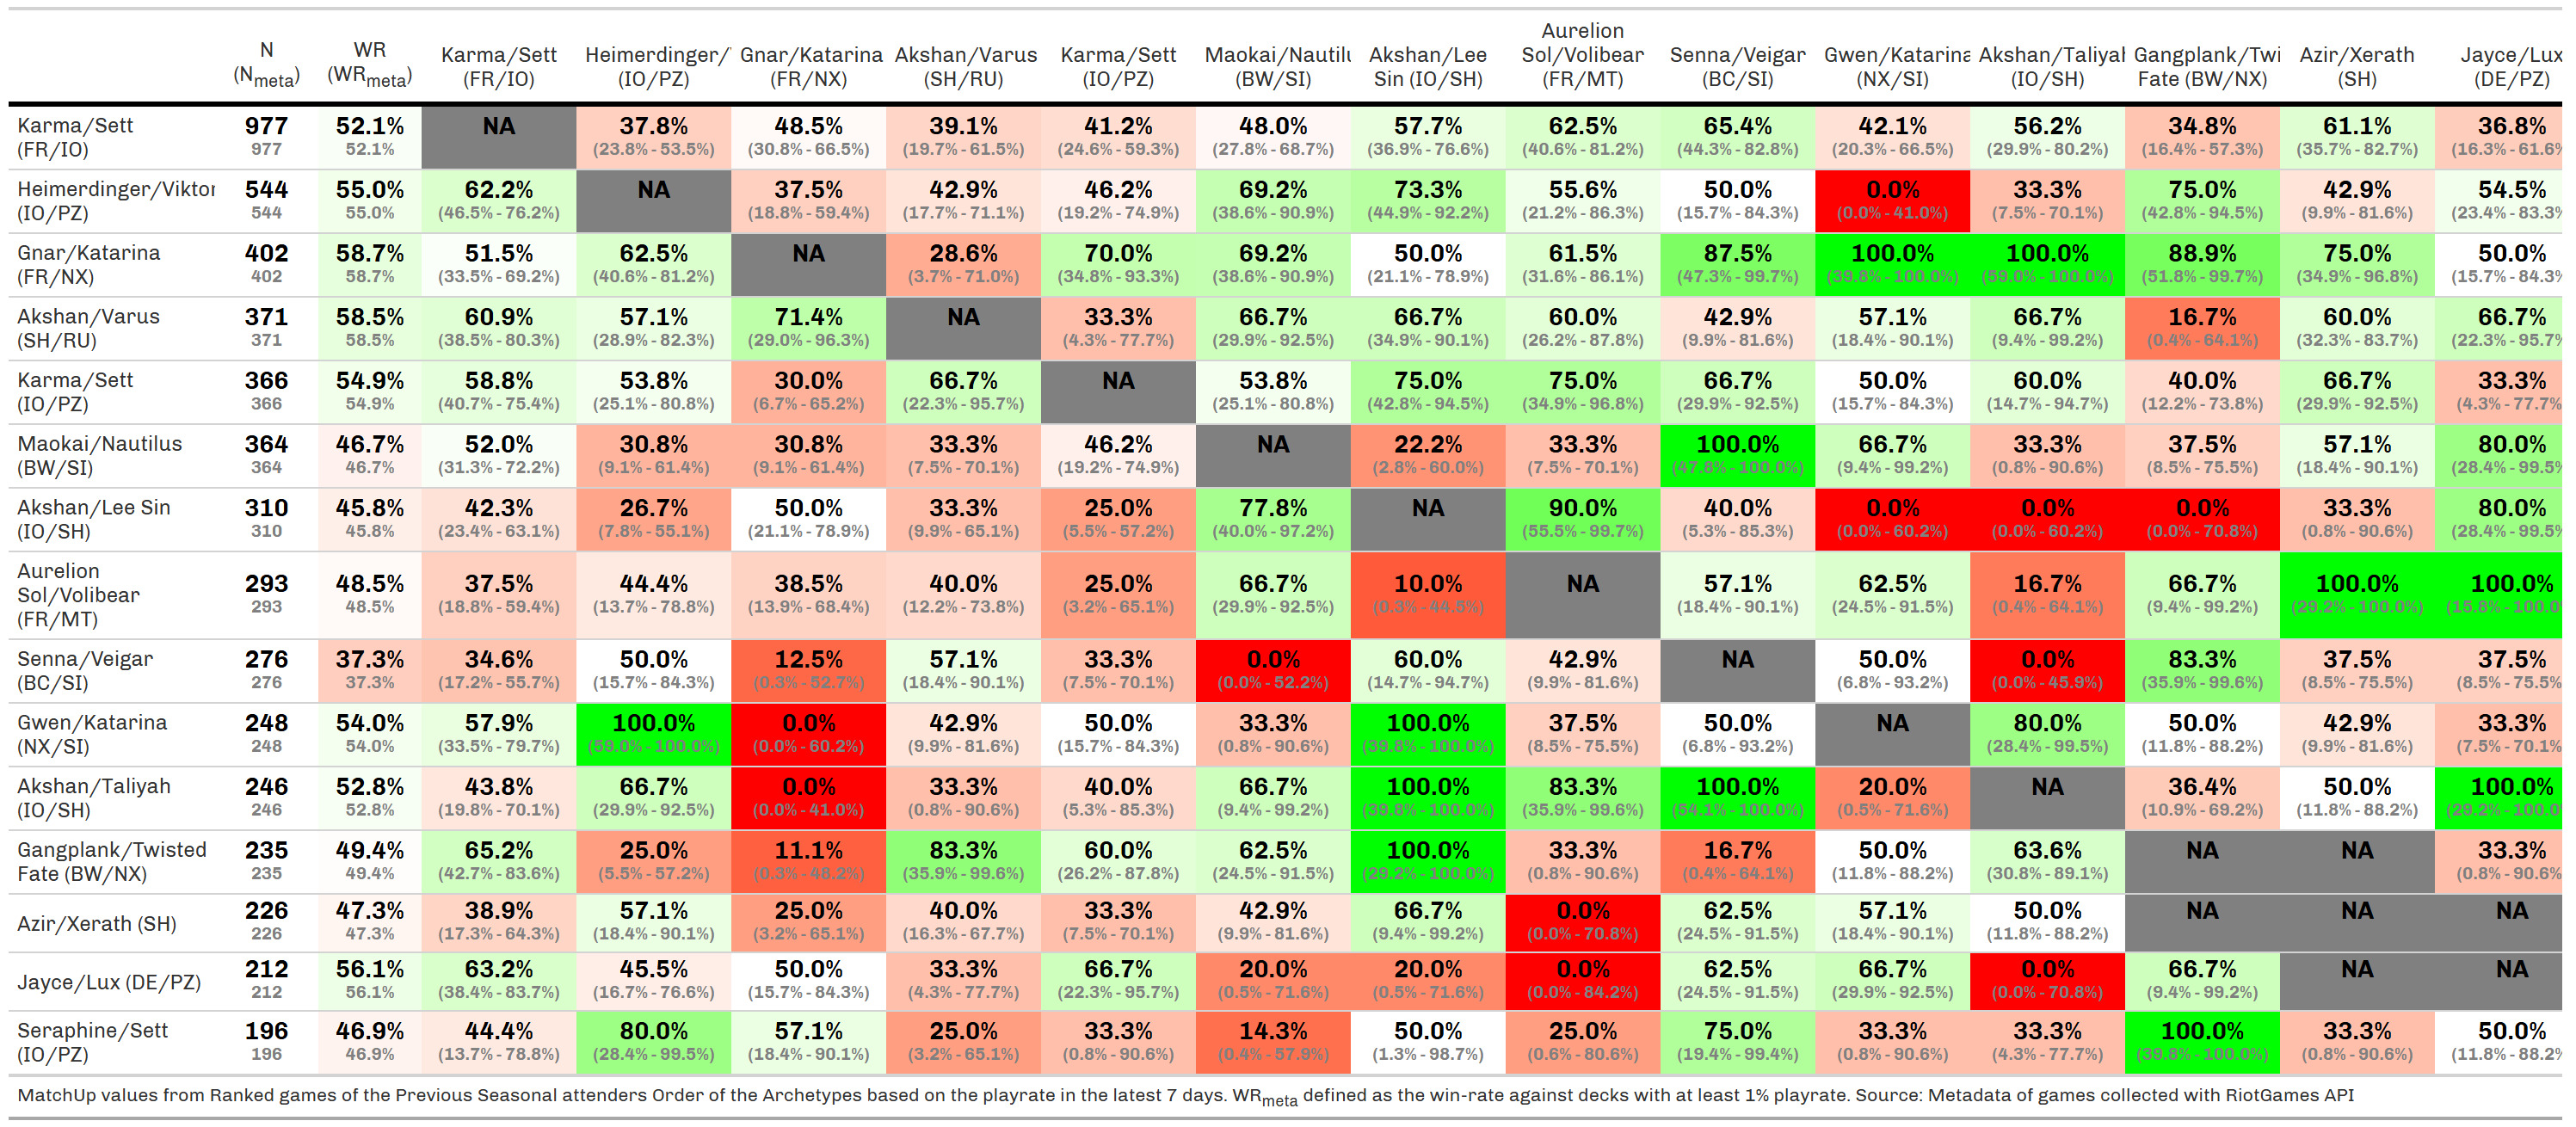 Aurelion
N WR Karma/Sett Heimerdinger/ Gnar/Katarina Akshan/Varus Karma/Sett Maokai/Nautilu Akshan/Lee Sol/Volibear Senna/Veigar Gwen/Katarina Akshan/Taliyah Gangplank/Twi Azir/Xerath Jayce/Lux
(Nmeta) (WRmeta) (FR/IO) (IO/PZ) (FR/NX) (SH/RU) (IO/PZ) (BW/SI) Sin (IO/SH) (FR/MT) (BC/SI) (NX/SI) (IO/SH) Fate (BW/NX) (SH) (DE/PZ)
Karma/Sett 977 52.1% NA 37.8% 48.5% 39.1% 41.2% 48.0% 57.7% 62.5% 65.4% 42.1% 56.2% 34.8% 61.1% 36.8%
(FR/IO) 977 52.1% (23.8% - 53.5%) (30.8% - 66.5%) (19.7% - 61.5%) (24.6% - 59.3%) (27.8% - 68.7%) (36.9% - 76.6%) (40.6% - 81.2%) (44.3% - 82.8%) (20.3% - 66.5%) (29.9% - 80.2%) (16.4% - 57.3%) (35.7% - 82.7%) (16.3% - 61.6%
Heimerdinger/Viktor 544 55.0% 62.2% NA 37.5% 42.9% 46.2% 69.2% 73.3% 55.6% 50.0% 0.0% 33.3% 75.0% 42.9% 54.5%
(IO/PZ) 544 55.0% (46.5% - 76.2%) (18.8% - 59.4%) (17.7% - 71.1%) (19.2% - 74.9%) (38.6% - 90.9%) (44.9% - 92.2%) (21.2% - 86.3%) (15.7% - 84.3%) (0.0% - 41.0%) (7.5% - 70.1%) (42.8% - 94.5%) (9.9% - 81.6%) (23.4% - 83.3%
Gnar/Katarina 402 58.7% 51.5% 62.5% NA 28.6% 70.0% 69.2% 50.0% 61.5% 87.5% 100.0% 100.0% 88.9% 75.0% 50.0%
(FR/NX) 402 58.7% (33.5% - 69.2%) (40.6% - 81.2%) (3.7% - 71.0%) (34.8% - 93.3%) (38.6% - 90.9%) (21.1% - 78.9%) (31.6% - 86.1%) (47.3% - 99.7%) (39.8% - 100.0%) (59.0% - 100.0%) (51.8% - 99.7%) (34.9% - 96.8%) (15.7% - 84.3%
Akshan/Varus 371 58.5% 60.9% 57.1% 71.4% NA 33.3% 66.7% 66.7% 60.0% 42.9% 57.1% 66.7% 16.7% 60.0% 66.7%
(SH/RU) 371 58.5% (38.5% - 80.3%) (28.9% - 82.3%) (29.0% - 96.3%) (4.3% - 77.7%) (29.9% - 92.5%) (34.9% - 90.1%) (26.2% - 87.8%) (9.9% - 81.6%) (18.4% - 90.1%) (9.4% - 99.2%) (0.4% - 64.1%) (32.3% - 83.7%) (22.3% - 95.7%
Karma/Sett 366 54.9% 58.8% 53.8% 30.0% 66.7% NA 53.8% 75.0% 75.0% 66.7% 50.0% 60.0% 40.0% 66.7% 33.3%
(IO/PZ) 366 54.9% (40.7% - 75.4%) (25.1% - 80.8%) (6.7% - 65.2%) (22.3% - 95.7%) (25.1% - 80.8%) (42.8% - 94.5%) (34.9% - 96.8%) (29.9% - 92.5%) (15.7% - 84.3%) (14.7% - 94.7%) (12.2% - 73.8%) (29.9% - 92.5%) (4.3% - 77.7%
Maokai/Nautilus 364 46.7% 52.0% 30.8% 30.8% 33.3% 46.2% NA 22.2% 33.3% 100.0% 66.7% 33.3% 37.5% 57.1% 80.0%
(BW/SI) 364 46.7% (31.3% - 72.2%) (9.1% - 61.4%) (9.1% - 61.4%) (7.5% - 70.1%) (19.2% - 74.9%) (2.8% - 60.0%) (7.5% - 70.1%) (47.8% - 100.0%) (9.4% - 99.2%) (0.8% - 90.6%) (8.5% - 75.5%) (18.4% - 90.1%) (28.4% - 99.5%
Akshan/Lee Sin 310 45.8% 42.3% 26.7% 50.0% 33.3% 25.0% 77.8% NA 90.0% 40.0% 0.0% 0.0% 0.0% 33.3% 80.0%
(IO/SH) 310 45.8% (23.4% - 63.1%) (7.8% - 55.1%) (21.1% - 78.9%) (9.9% - 65.1%) (5.5% - 57.2%) (40.0% - 97.2%) (55.5% - 99.7%) (5.3% - 85.3%) (0.0% - 60.2%) (0.0% - 60.2%) (0.0% - 70.8%) (0.8% - 90.6%) (28.4% - 99.5%
Aurelion
Sol/Volibear 293 48.5% 37.5% 44.4% 38.5% 40.0% 25.0% 66.7% 10.0% NA 57.1% 62.5% 16.7% 66.7% 100.0% 100.0%
(FR/MT) 293 48.5% (18.8% - 59.4%) (13.7% - 78.8%) (13.9% - 68.4%) (12.2% - 73.8%) (3.2% - 65.1%) (29.9% - 92.5%) (0.3% - 44.5%) (18.4% - 90.1%) (24.5% - 91.5%) (0.4% - 64.1%) (9.4% - 99.2%) (29.2% - 100.0%) (15.8% - 100.0
Senna/Veigar 276 37.3% 34.6% 50.0% 12.5% 57.1% 33.3% 0.0% 60.0% 42.9% NA 50.0% 0.0% 83.3% 37.5% 37.5%
(BC/SI) 276 37.3% (17.2% - 55.7%) (15.7% - 84.3%) (0.3% - 52.7%) (18.4% - 90.1%) (7.5% - 70.1%) (0.0% - 52.2%) (14.7% - 94.7%) (9.9% - 81.6%) (6.8% - 93.2%) (0.0% - 45.9%) (35.9% - 99.6%) (8.5% - 75.5%) (8.5% - 75.5%
Gwen/Katarina 248 54.0% 57.9% 100.0% 0.0% 42.9% 50.0% 33.3% 100.0% 37.5% 50.0% NA 80.0% 50.0% 42.9% 33.3%
(NX/SI) 248 54.0% (33.5% - 79.7%) (59.0% - 100.0%) (0.0% - 60.2%) (9.9% - 81.6%) (15.7% - 84.3%) (0.8% - 90.6%) (39.8% - 100.0%) (8.5% - 75.5%) (6.8% - 93.2%) (28.4% - 99.5%) (11.8% - 88.2%) (9.9% - 81.6%) (7.5% - 70.1%
Akshan/Taliyah 246 52.8% 43.8% 66.7% 0.0% 33.3% 40.0% 66.7% 100.0% 83.3% 100.0% 20.0% NA 36.4% 50.0% 100.0%
(IO/SH) 246 52.8% (19.8% - 70.1%) (29.9% - 92.5%) (0.0% - 41.0%) (0.8% - 90.6%) (5.3% - 85.3%) (9.4% - 99.2%) (39.8% - 100.0%) (35.9% - 99.6%) (54.1% - 100.0%) (0.5% - 71.6%) (10.9% - 69.2%) (11.8% - 88.2%) (29.2% - 100.0
Gangplank/Twisted 235 49.4% 65.2% 25.0% 11.1% 83.3% 60.0% 62.5% 100.0% 33.3% 16.7% 50.0% 63.6% NA NA 33.3%
Fate (BW/NX) 235 49.4% (42.7% - 83.6%) (5.5% - 57.2%) (0.3% - 48.2%) (35.9% - 99.6%) (26.2% - 87.8%) (24.5% - 91.5%) (29.2% - 100.0%) (0.8% - 90.6%) (0.4% - 64.1%) (11.8% - 88.2%) (30.8% - 89.1%) (0.8% - 90.6%
Azir/Xerath (SH) 226 47.3% 38.9% 57.1% 25.0% 40.0% 33.3% 42.9% 66.7% 0.0% 62.5% 57.1% 50.0% NA NA NA
226 47.3% (17.3% - 64.3%) (18.4% - 90.1%) (3.2% - 65.1%) (16.3% - 67.7%) (7.5% - 70.1%) (9.9% - 81.6%) (9.4% - 99.2%) (0.0% - 70.8%) (24.5% - 91.5%) (18.4% - 90.1%) (11.8% - 88.2%)
Jayce/Lux (DE/PZ) 212 56.1% 63.2% 45.5% 50.0% 33.3% 66.7% 20.0% 20.0% 0.0% 62.5% 66.7% 0.0% 66.7% NA NA
212 56.1% (38.4% - 83.7%) (16.7% - 76.6%) (15.7% - 84.3%) (4.3% - 77.7%) (22.3% - 95.7%) (0.5% - 71.6%) (0.5% - 71.6%) (0.0% - 84.2%) (24.5% - 91.5%) (29.9% - 92.5%) (0.0% - 70.8%) (9.4% - 99.2%)
Seraphine/Sett 196 46.9% 44.4% 80.0% 57.1% 25.0% 33.3% 14.3% 50.0% 25.0% 75.0% 33.3% 33.3% 100.0% 33.3% 50.0%
(IO/PZ) 196 46.9% (13.7% - 78.8%) (28.4% - 99.5%) (18.4% - 90.1%) (3.2% - 65.1%) (0.8% - 90.6%) (0.4% - 57.9%) (1.3% - 98.7%) (0.6% - 80.6%) (19.4% - 99.4%) (0.8% - 90.6%) (4.3% - 77.7%) (39.8% - 100.0%) (0.8% - 90.6%) (11.8% - 88.2%
MatchUp values from Ranked games of the Previous Seasonal attenders Order of the Archetypes based on the playrate in the latest 7 days. WRmeta defined as the win-rate against decks with at least 1% playrate. Source: Metadata of games collected with RiotGames API